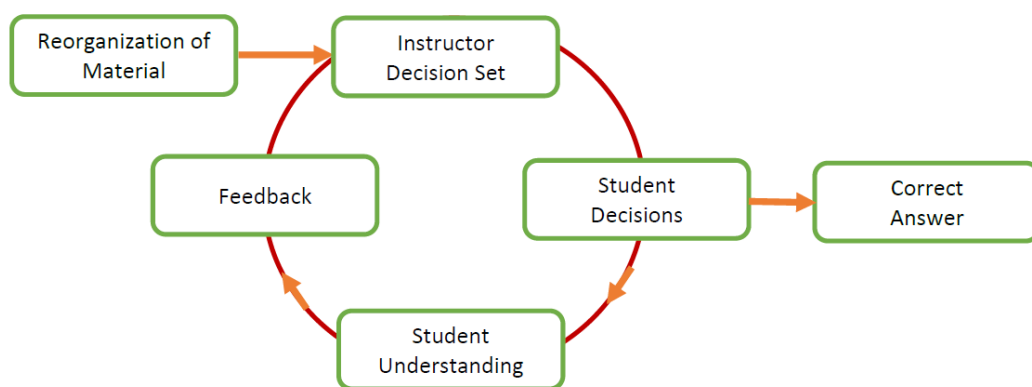 Reorganization of
Material
Instructor
Decision Set
Feedback
Student
Decisions
Correct
Answer
Student
Understanding